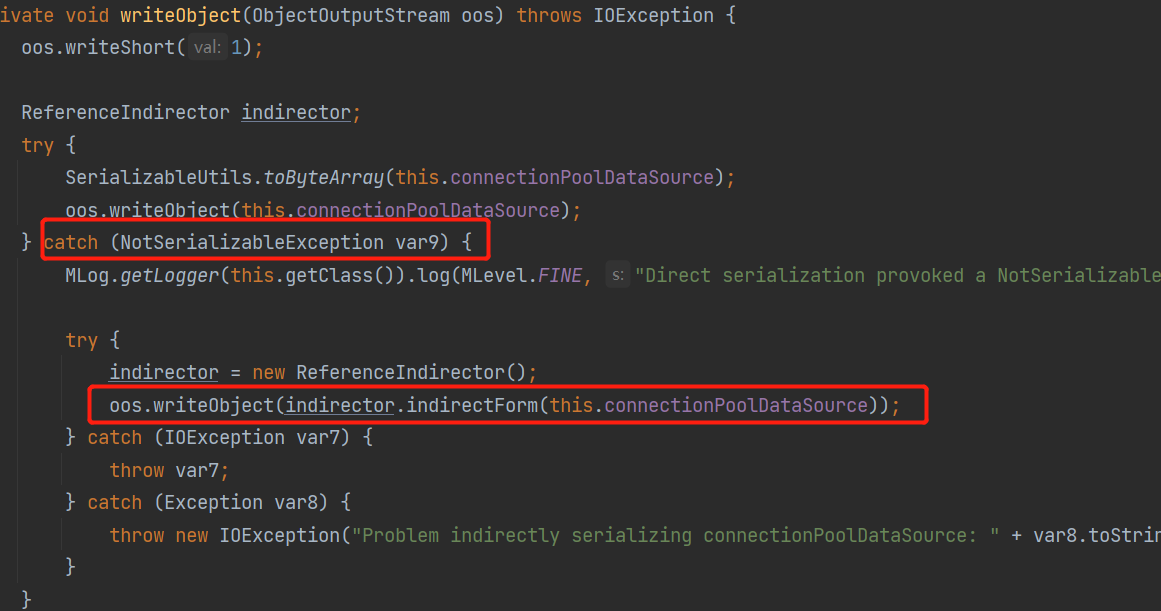 ivate void writeObject(ObjectOutputStream oos) throws IOException {
oos.writeShort( val: 1);
ReferenceIndirector indirector;
try {
SerializableUtils.toByteArray(this.connectionPoolDataSource);
oos.writeObject(this.connectionPoolDataSource);
} catch (NotSerializableException var9) {
MLog.getLogger(this.getClass()).log(MLevel.FINE, s: "Direct serialization provoked a NotSerializable
try {
indirector = new ReferenceIndirector();
oos.writeObject(indirector.indirectForm(this.connectionPoolDataSource));
} catch (IOException var7) {
throw var7;
} catch (Exception var8) {
throw new IOException("Problem indirectly serializing connectionPoolDataSource: " + var8.toStrin
}
}